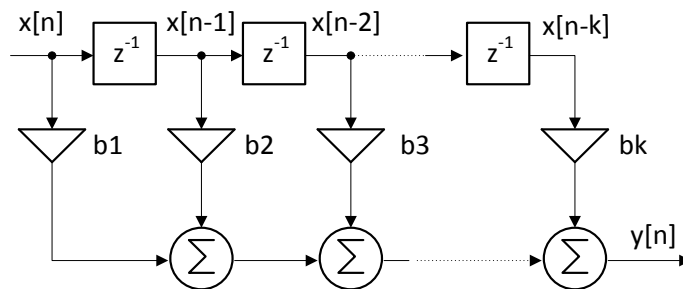 x[n] x[n-1] x[n-2] x[n-k]
z⁻¹ z⁻¹ z⁻¹
b1 b2 b3 bk
y[n]
Σ Σ Σ